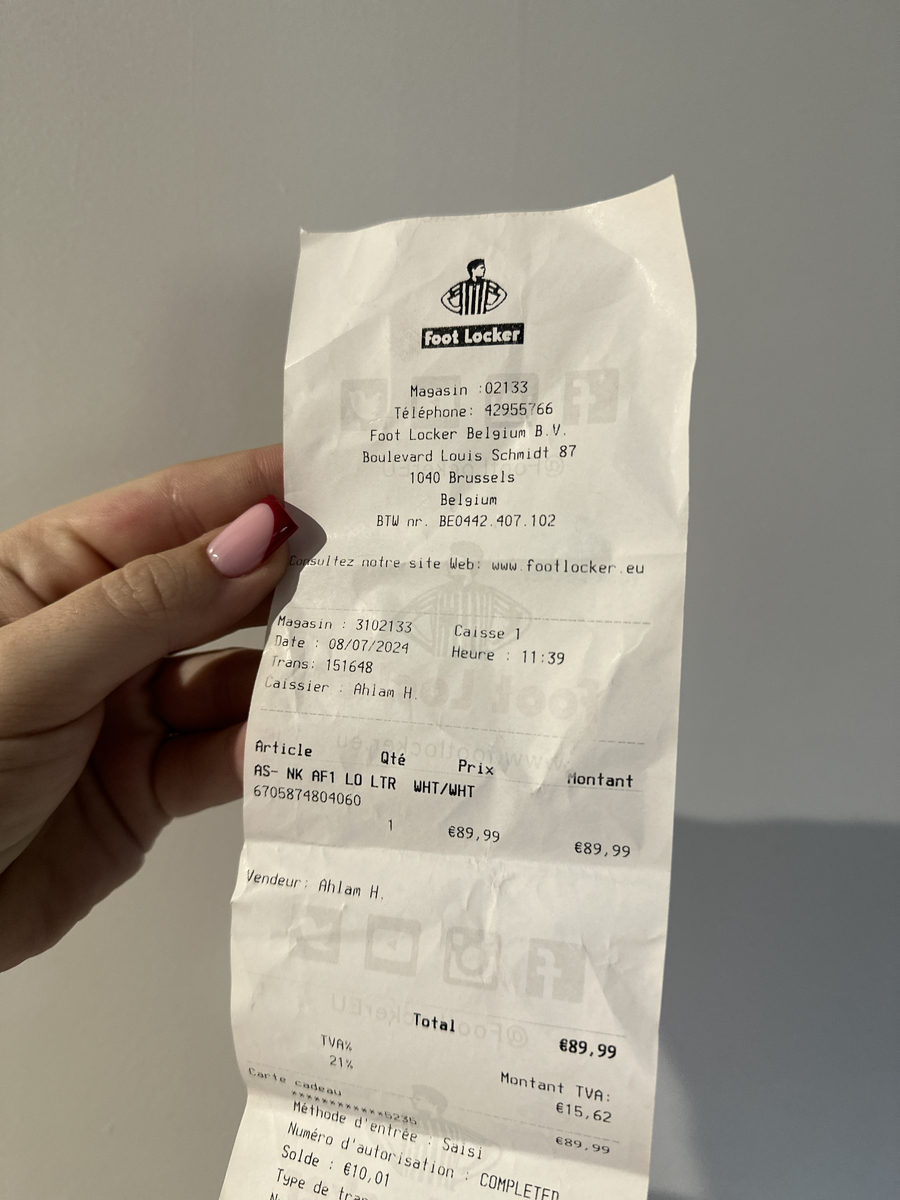 Foot Locker
Magasin :02133
Téléphone: 42955766
Foot Locker Belgium B.V.
Boulevard Louis Schmidt 87
1040 Brussels
Belgium
BTW nr. BE0442.407.102
Consultez notre site Web: www.footlocker.eu
Magasin : 3102133 Caisse 1
Date : 08/07/2024 Heure : 11:39
Trans: 151648
Caissier : Ahlam H.
Article Qté Prix Montant
AS- NK AF1 LO LTR WHT/WHT
6705874804060
1 €89,99 €89,99
Vendeur: Ahlam H.
Total €89,99
TVA% Montant TVA:
21% €15,62
Carte cadeau €89,99
************5235
Méthode d'entrée : Saisi
Numéro d'autorisation : COMPLETED
Solde : €10,01
Type de